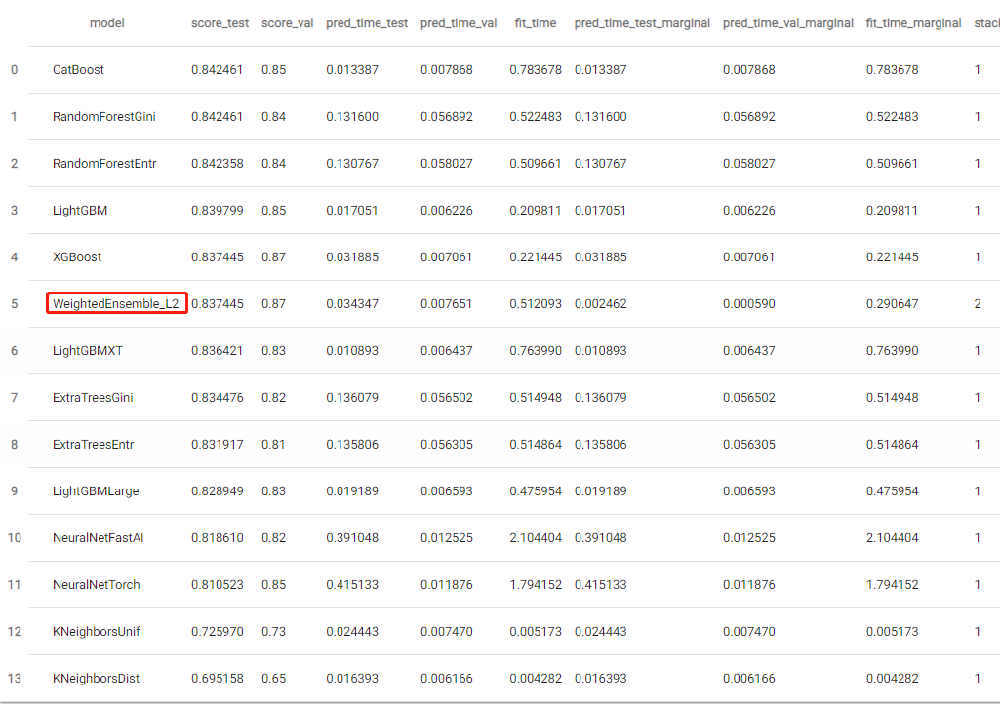 model score_test score_val pred_time_test pred_time_val fit_time pred_time_test_marginal pred_time_val_marginal fit_time_marginal stacl
0 CatBoost 0.842461 0.85 0.013387 0.007868 0.783678 0.013387 0.007868 0.783678 1
1 RandomForestGini 0.842461 0.84 0.131600 0.056892 0.522483 0.131600 0.056892 0.522483 1
2 RandomForestEntr 0.842358 0.84 0.130767 0.058027 0.509661 0.130767 0.058027 0.509661 1
3 LightGBM 0.839799 0.85 0.017051 0.006226 0.209811 0.017051 0.006226 0.209811 1
4 XGBoost 0.837445 0.87 0.031885 0.007061 0.221445 0.031885 0.007061 0.221445 1
5 WeightedEnsemble_L2 0.837445 0.87 0.034347 0.007651 0.512093 0.002462 0.000590 0.290647 2
6 LightGBMXT 0.836421 0.83 0.010893 0.006437 0.763990 0.010893 0.006437 0.763990 1
7 ExtraTreesGini 0.834476 0.82 0.136079 0.056502 0.514948 0.136079 0.056502 0.514948 1
8 ExtraTreesEntr 0.831917 0.81 0.135806 0.056305 0.514864 0.135806 0.056305 0.514864 1
9 LightGBMLarge 0.828949 0.83 0.019189 0.006593 0.475954 0.019189 0.006593 0.475954 1
10 NeuralNetFastAI 0.818610 0.82 0.391048 0.012525 2.104404 0.391048 0.012525 2.104404 1
11 NeuralNetTorch 0.810523 0.85 0.415133 0.011876 1.794152 0.415133 0.011876 1.794152 1
12 KNeighborsUnif 0.725970 0.73 0.024443 0.007470 0.005173 0.024443 0.007470 0.005173 1
13 KNeighborsDist 0.695158 0.65 0.016393 0.006166 0.004282 0.016393 0.006166 0.004282 1